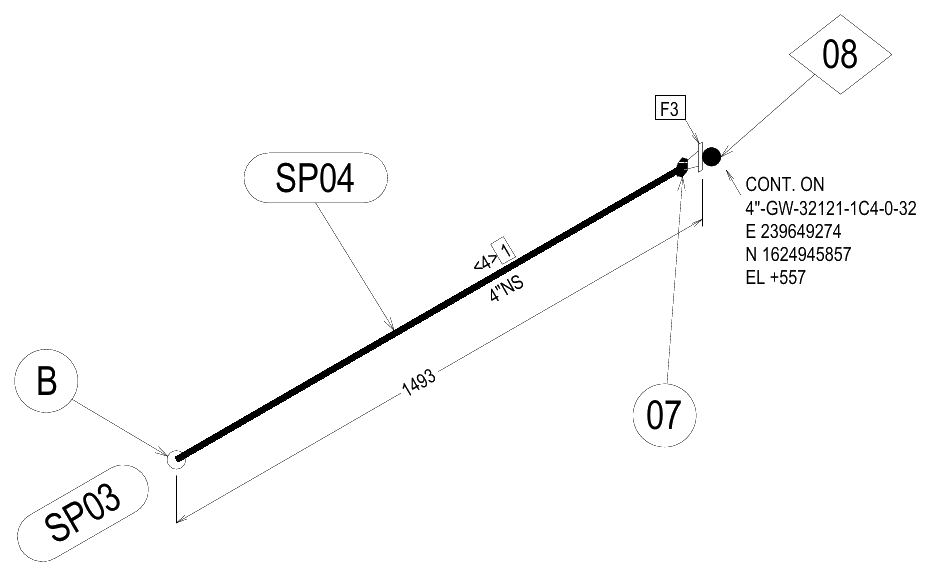 08
F3
SP04
CONT. ON
4"-GW-32121-1C4-0-32
E 239649274
N 1624945857
EL +557
<4> 1
4"NS
1493
B
07
SP03